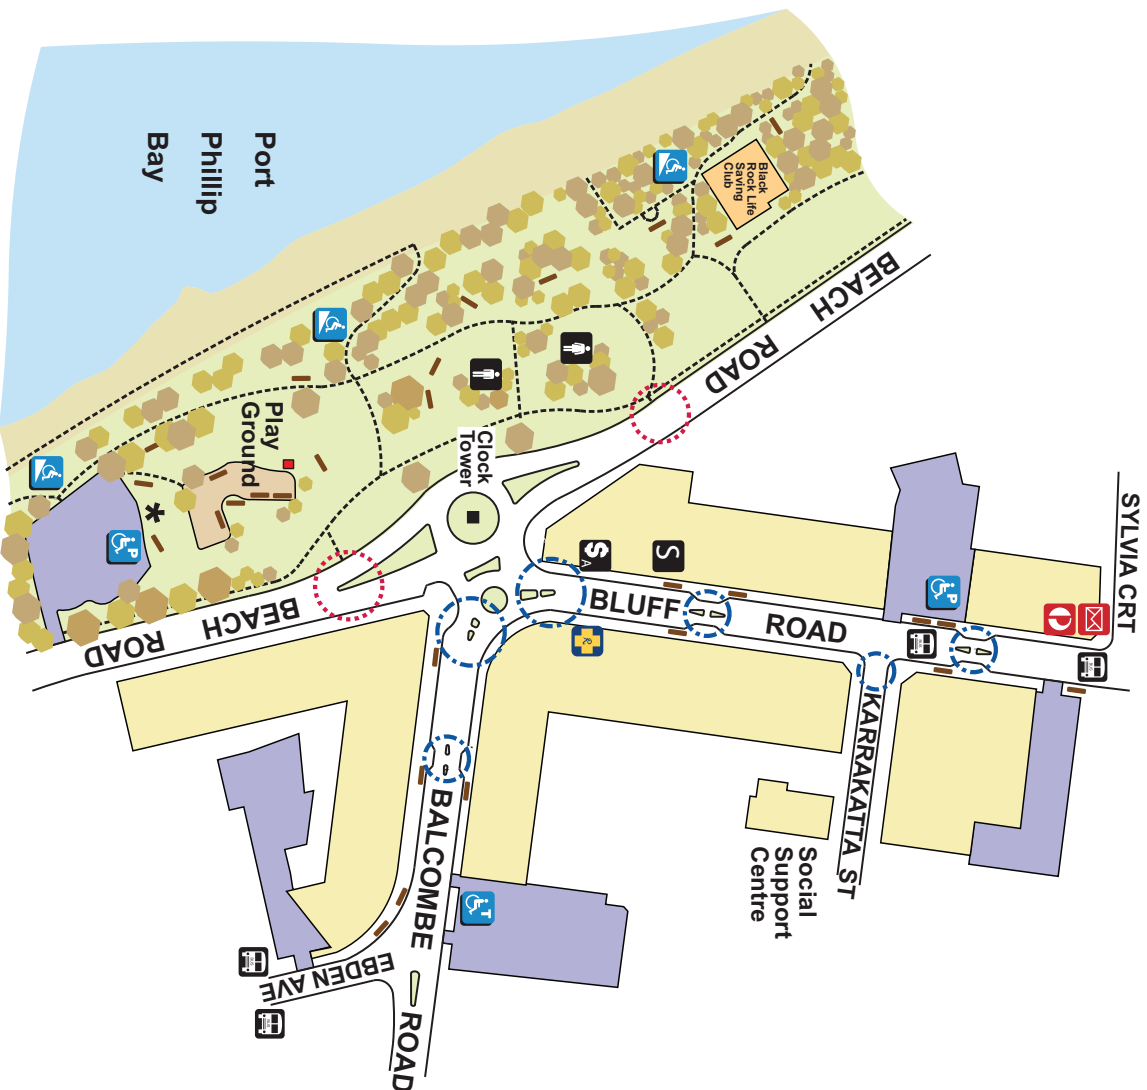 Port
Phillip
Bay
Black
Rock Life
Saving
Club
BEACH
ROAD
Play
Ground
Clock
Tower
*
P
BEACH
ROAD
S
A
S
BLUFF
ROAD
P
SYLVIA CRT
KARRAKATTA ST
BALCOMBE
ROAD
T
EBDEN AVE
Social
Support
Centre